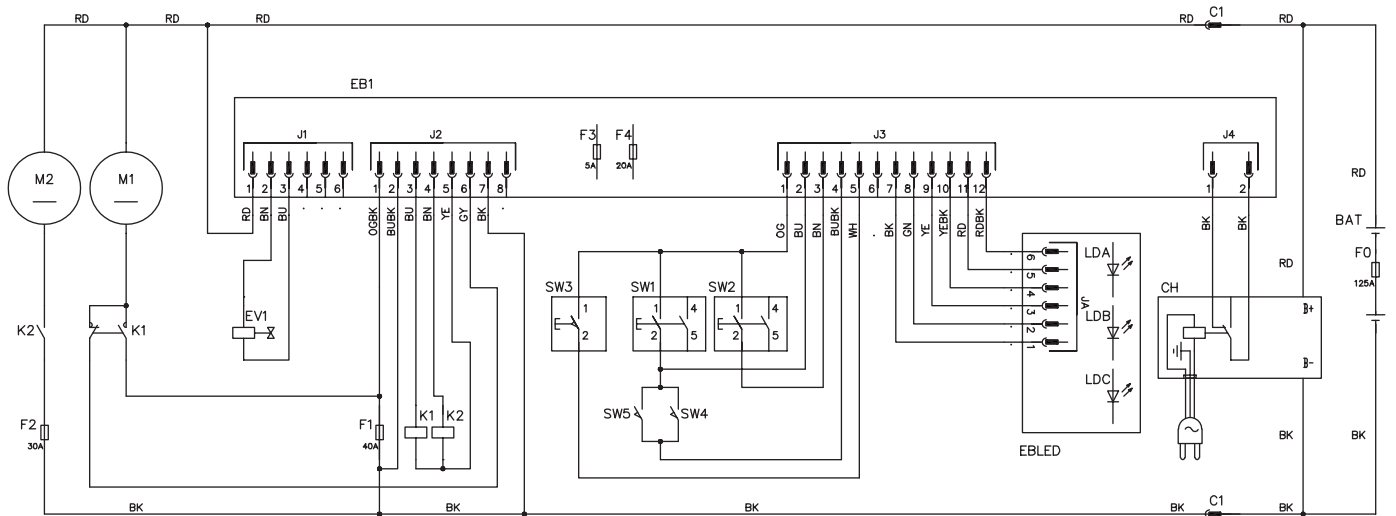 RD RD RD RD C1 RD
EB1
J1 J2 F3 F4 J3 J4
5A 20A
M2 M1
1 2 3 4 5 6 1 2 3 4 5 6 7 8 1 2 3 4 5 6 7 8 9 10 11 12 1 2
RD
RD BN BU . . . OGBK BUBK BU BN YE GY BK . OG BU BN BUBK WH . BK GN YE YEBK RD RDBK BK BK
BAT
LDA
6
F0
RD
5
125A
SW3 SW1 SW2 CH
4
1 1 4 1 4 JA
B+
EV1 3
K2 K1 LDB
2 2 5 2 5 2
1
B-
LDC
F2 F1 K1 K2 SW5 SW4
30A 40A
BK BK
EBLED
BK BK BK C1 BK